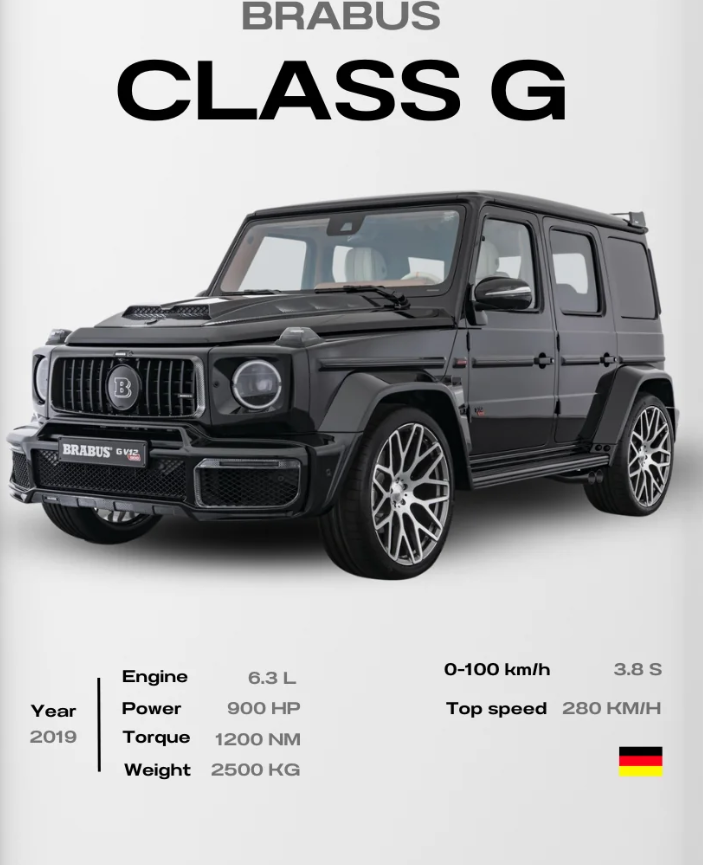 BRABUS
CLASS G
B
BRABUS G V12
Year
2019
Engine 6.3 L
Power 900 HP
Torque 1200 NM
Weight 2500 KG
0-100 km/h 3.8 S
Top speed 280 KM/H